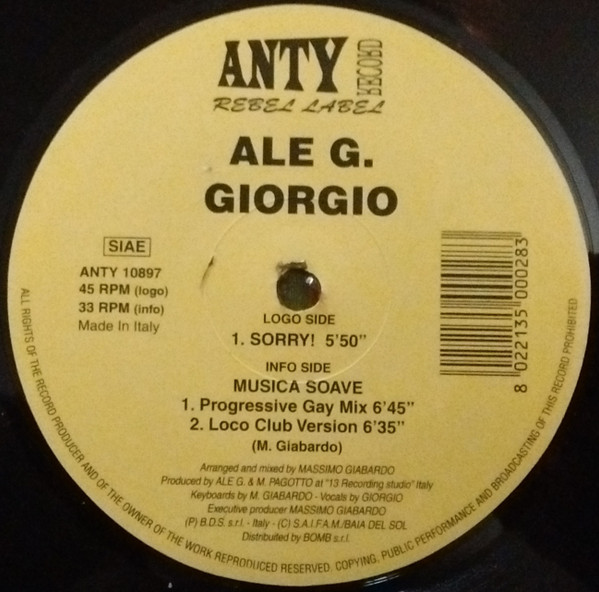 ANTY RECORD
REBEL LABEL
ALE G.
GIORGIO
SIAE
ANTY 10897
45 RPM (logo)
33 RPM (info)
Made In Italy
8 022135 000283
LOGO SIDE
1. SORRY! 5'50"
INFO SIDE
MUSICA SOAVE
1. Progressive Gay Mix 6'45"
2. Loco Club Version 6'35"
(M. Giabardo)
Arranged and mixed by MASSIMO GIABARDO
Produced by ALE G. & M. PAGOTTO at "13 Recording studio" Italy
Keyboards by M. GIABARDO - Vocals by GIORGIO
Executive producer MASSIMO GIABARDO
(P) B.D.S. s.r.l. - Italy - (C) S.A.I.F.A.M./BAIA DEL SOL
Distribuited by BOMB s.r.l.
ALL RIGHTS OF THE RECORD PRODUCER AND OF THE OWNER OF THE WORK REPRODUCED RESERVED. COPYING, PUBLIC PERFORMANCE AND BROADCASTING OF THIS RECORD PROHIBITED